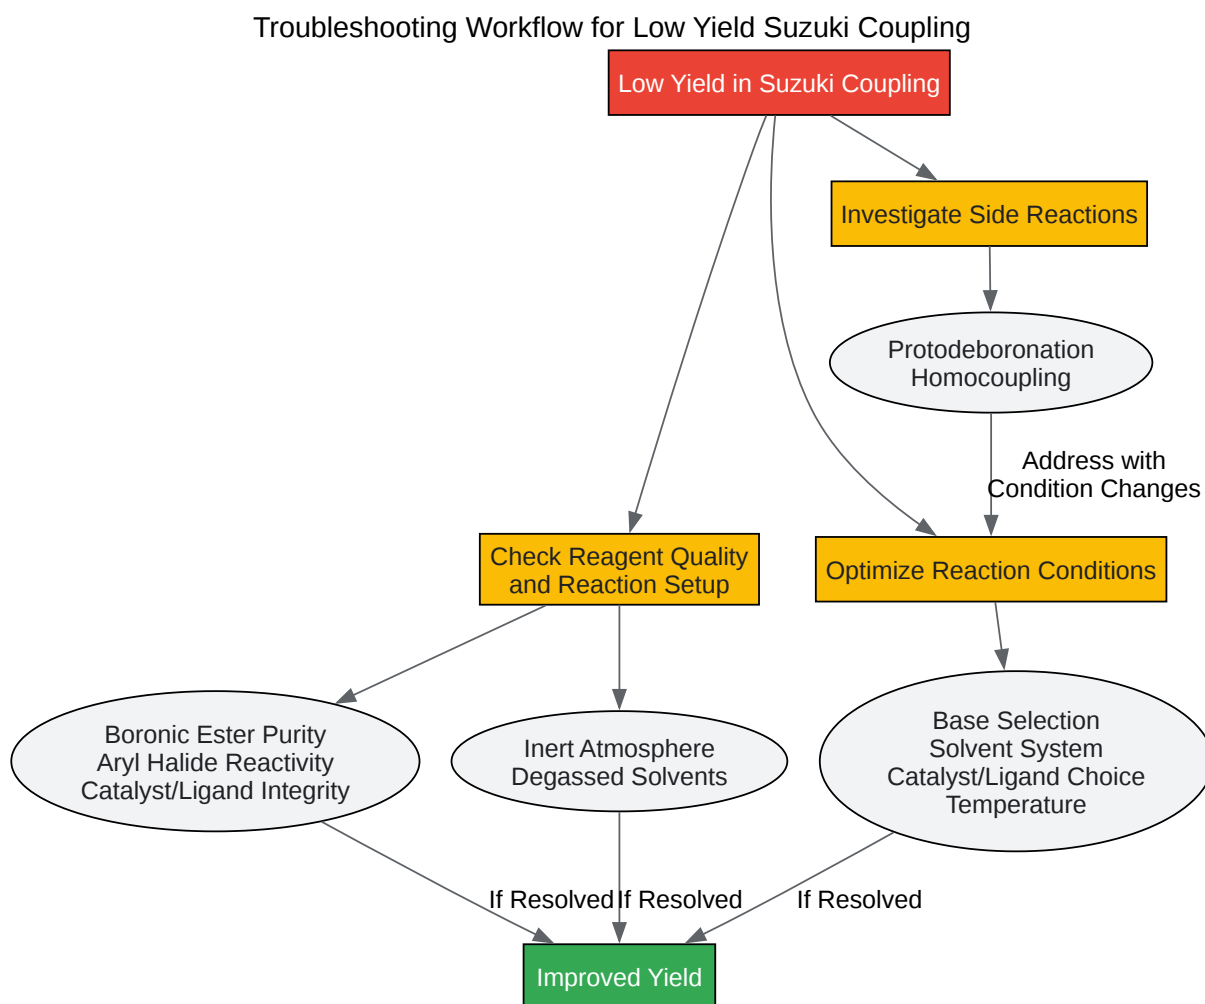 Troubleshooting Workflow for Low Yield Suzuki Coupling
Low Yield in Suzuki Coupling
Investigate Side Reactions
Protodeboronation
Homocoupling
Address with
Condition Changes
Check Reagent Quality
and Reaction Setup
Optimize Reaction Conditions
Boronic Ester Purity
Aryl Halide Reactivity
Catalyst/Ligand Integrity
Inert Atmosphere
Degassed Solvents
Base Selection
Solvent System
Catalyst/Ligand Choice
Temperature
If Resolved
If Resolved
If Resolved
Improved Yield